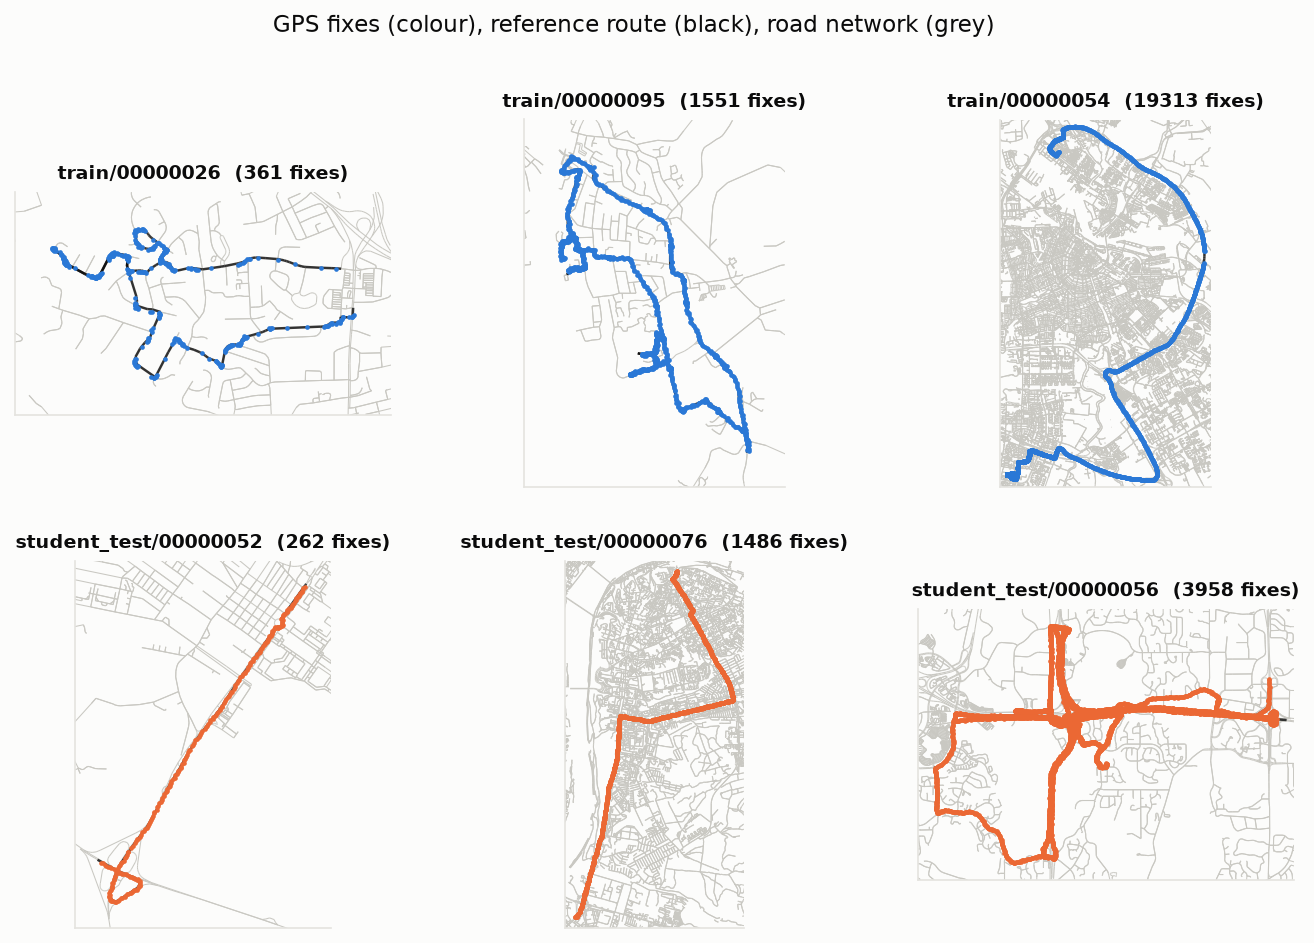 GPS fixes (colour), reference route (black), road network (grey)
train/00000026 (361 fixes)
train/00000095 (1551 fixes)
train/00000054 (19313 fixes)
student_test/00000052 (262 fixes)
student_test/00000076 (1486 fixes)
student_test/00000056 (3958 fixes)